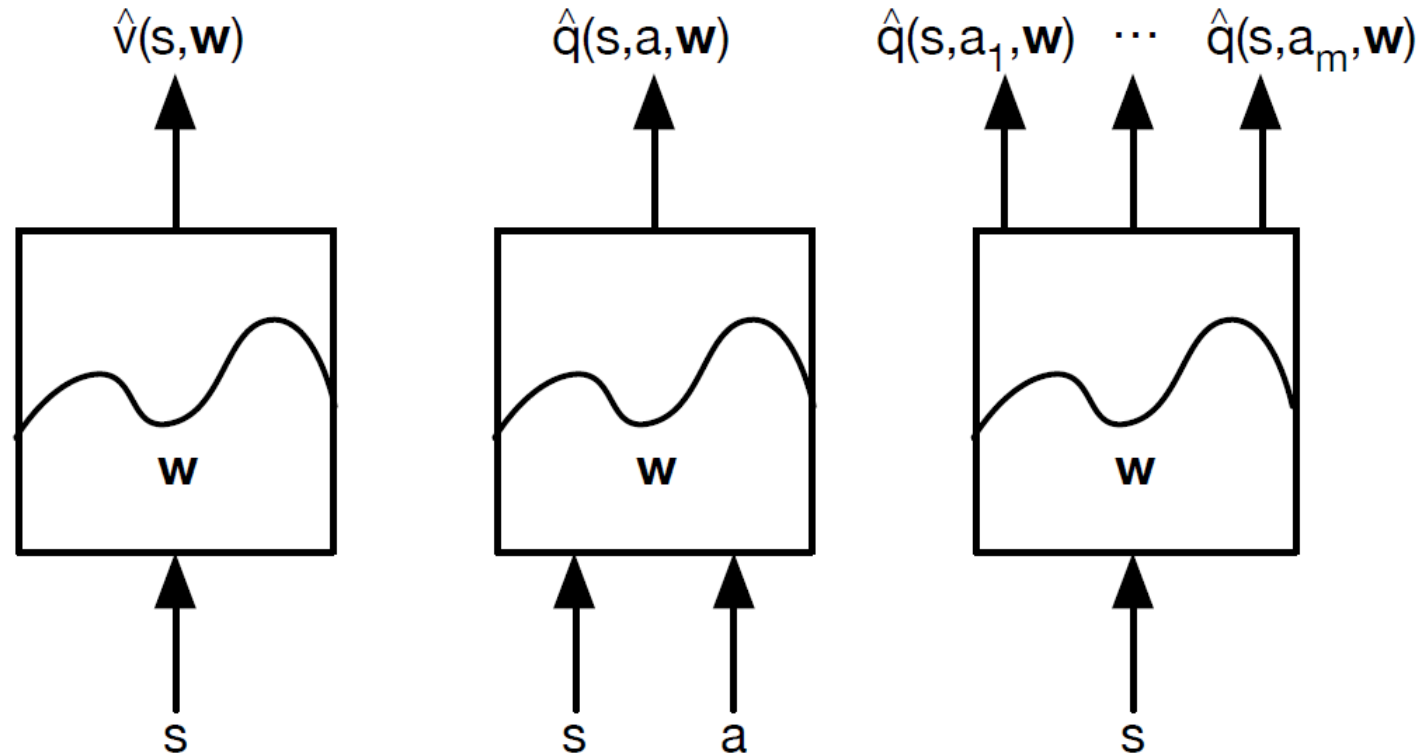 v̂(s,w) q̂(s,a,w) q̂(s,a₁,w) ⋯ q̂(s,aₘ,w)
w w w
s s a s